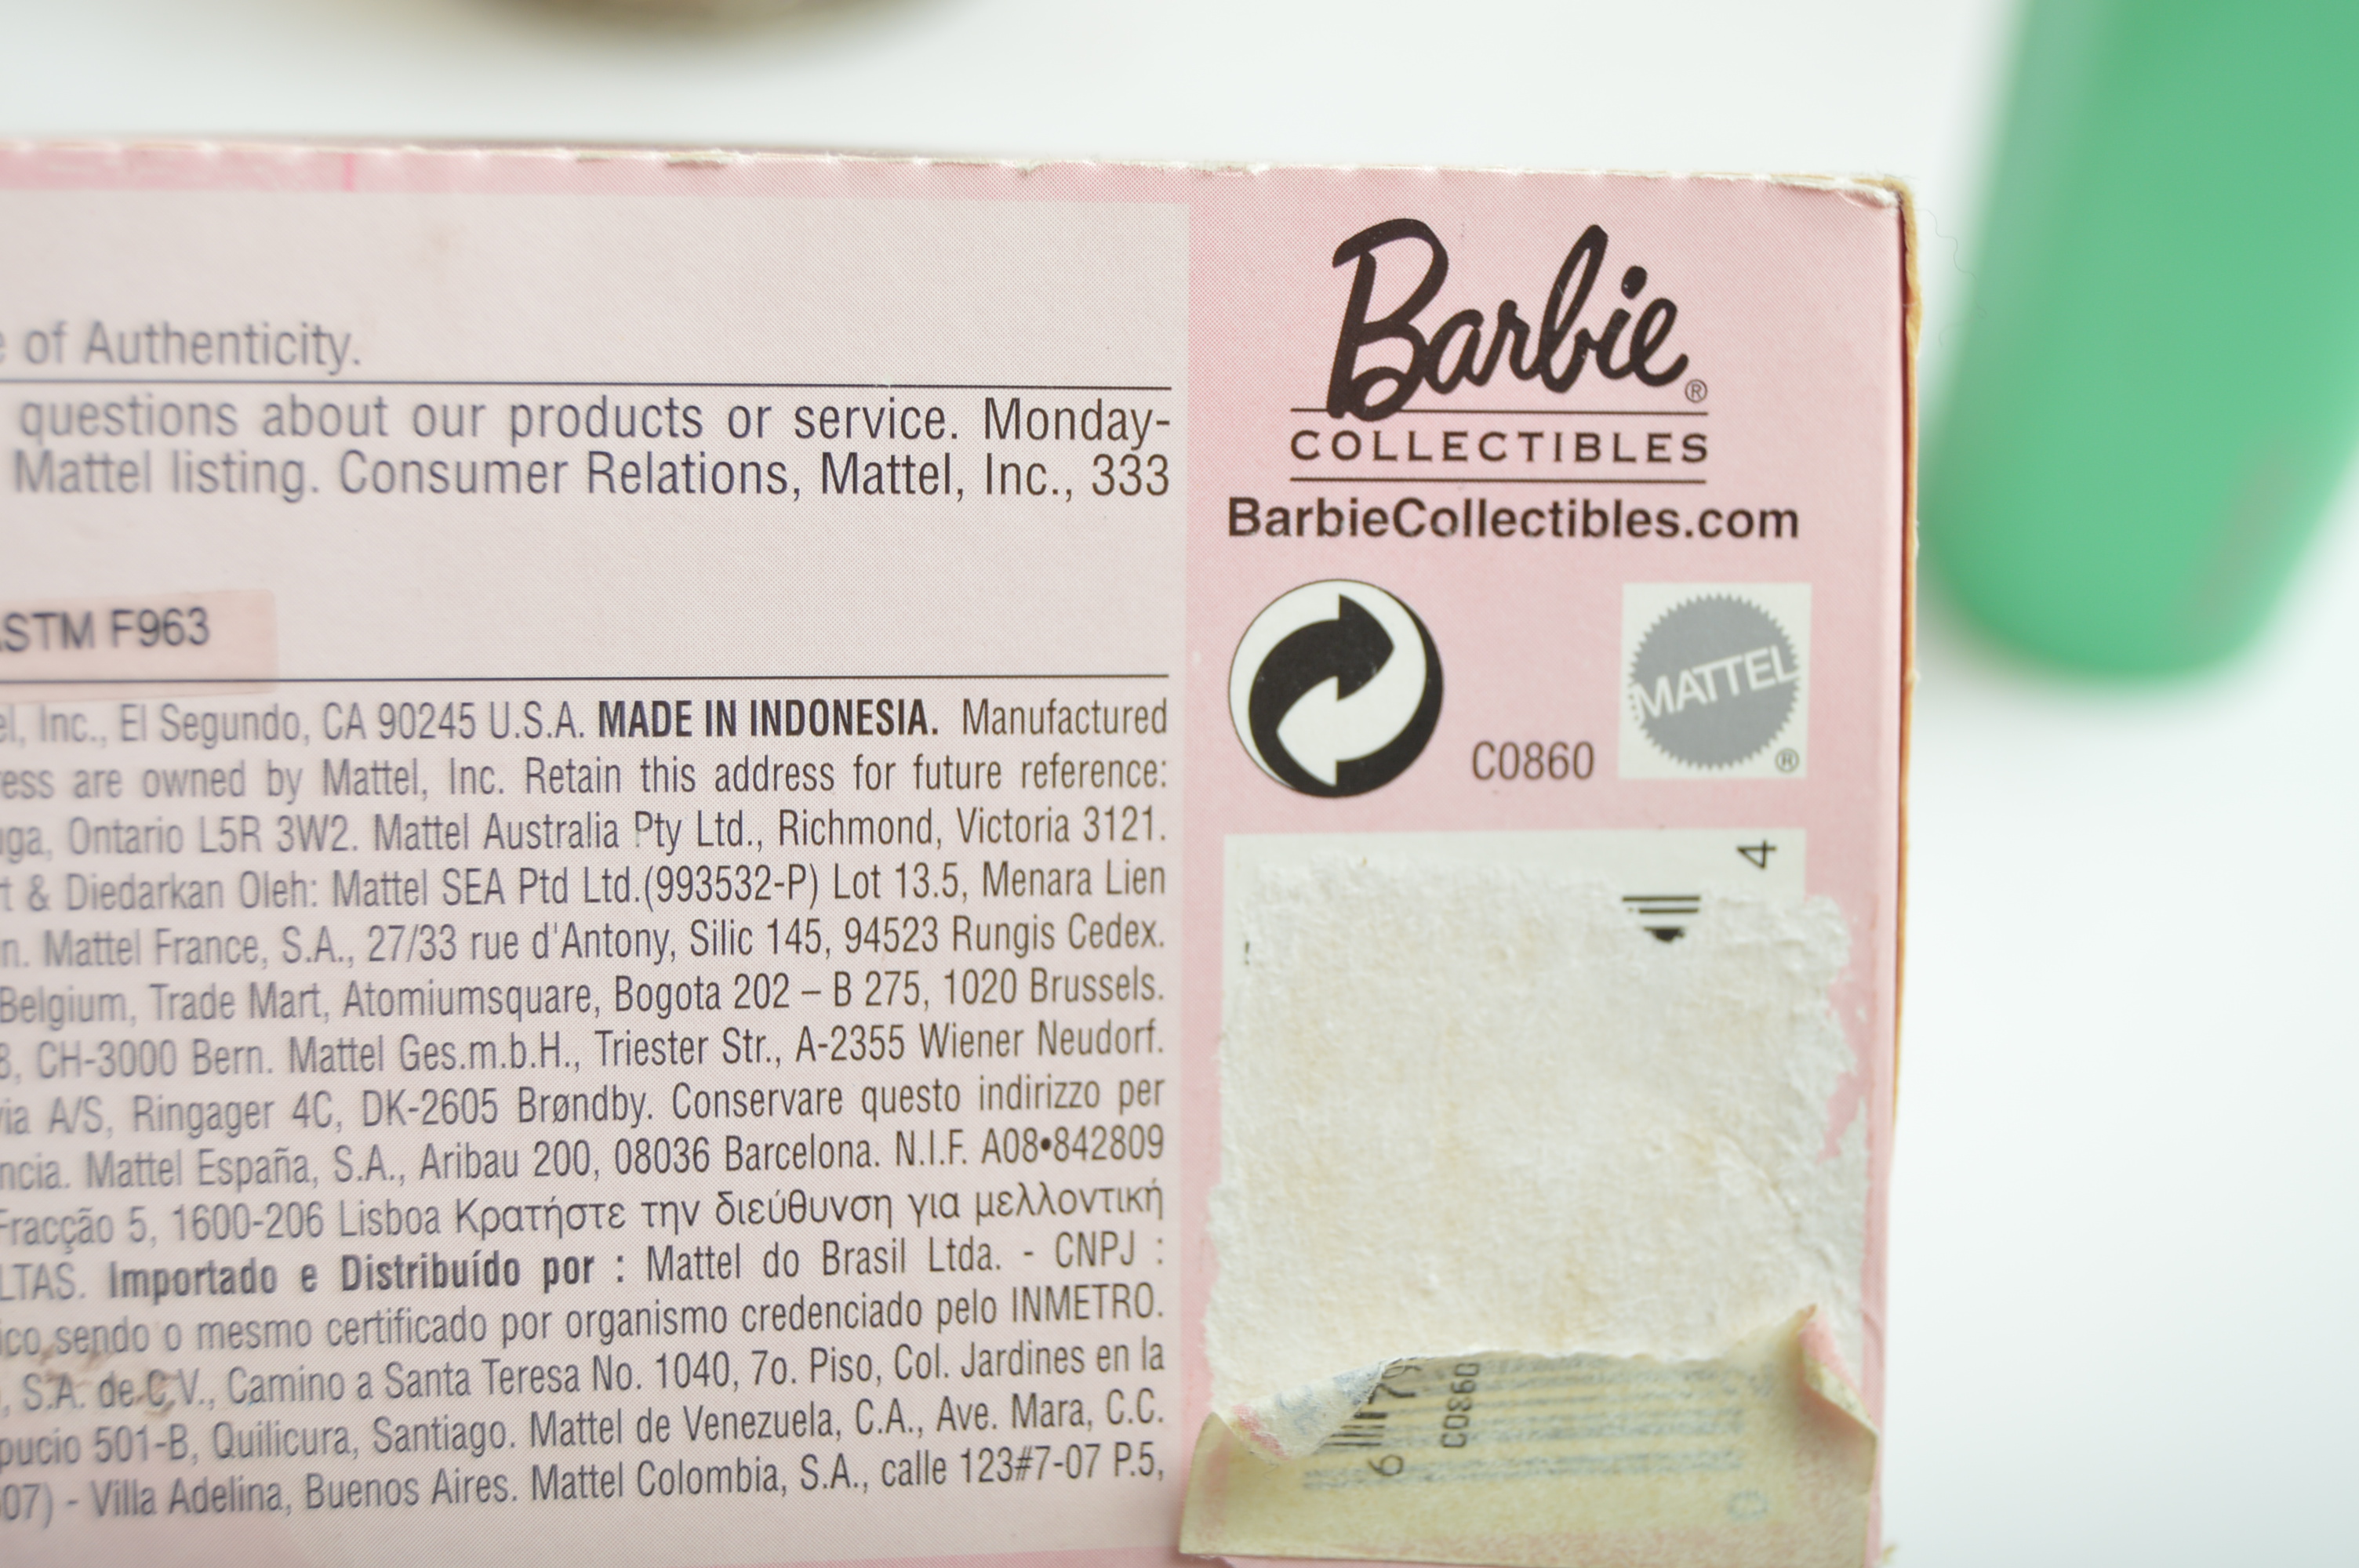 of Authenticity.
questions about our products or service. Monday-
Mattel listing. Consumer Relations, Mattel, Inc., 333
ASTM F963
Inc., El Segundo, CA 90245 U.S.A. MADE IN INDONESIA. Manufactured
are owned by Mattel, Inc. Retain this address for future reference:
Ontario L5R 3W2. Mattel Australia Pty Ltd., Richmond, Victoria 3121.
& Diedarkan Oleh: Mattel SEA Ptd Ltd.(993532-P) Lot 13.5, Menara Lien
Mattel France, S.A., 27/33 rue d'Antony, Silic 145, 94523 Rungis Cedex.
Belgium, Trade Mart, Atomiumsquare, Bogota 202 – B 275, 1020 Brussels.
CH-3000 Bern. Mattel Ges.m.b.H., Triester Str., A-2355 Wiener Neudorf.
A/S, Ringager 4C, DK-2605 Brøndby. Conservare questo indirizzo per
Mattel España, S.A., Aribau 200, 08036 Barcelona. N.I.F. A08•842809
Fracção 5, 1600-206 Lisboa Κρατήστε την διεύθυνση για μελλοντική
LTAS. Importado e Distribuído por : Mattel do Brasil Ltda. - CNPJ :
sendo o mesmo certificado por organismo credenciado pelo INMETRO.
S.A. de C.V., Camino a Santa Teresa No. 1040, 7o. Piso, Col. Jardines en la
501-B, Quilicura, Santiago. Mattel de Venezuela, C.A., Ave. Mara, C.C.
07) - Villa Adelina, Buenos Aires. Mattel Colombia, S.A., calle 123#7-07 P.5,
Barbie®
COLLECTIBLES
BarbieCollectibles.com
C0860
MATTEL®
4
6
C0860